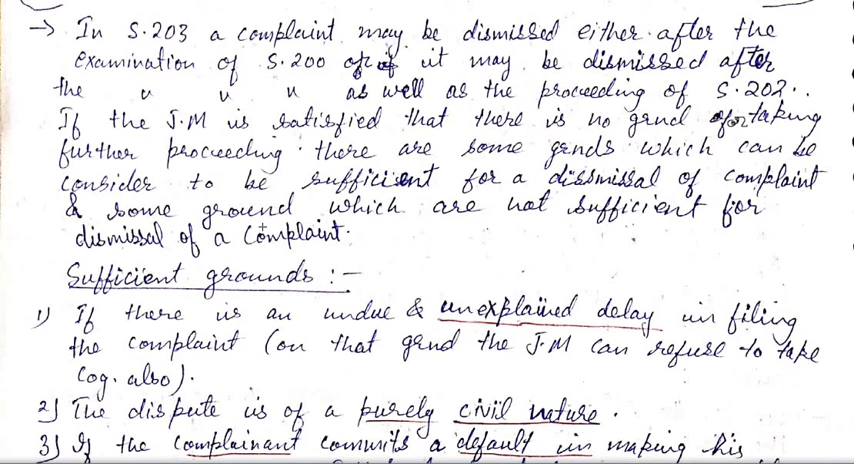 → In S.203 a complaint may be dismissed either after the
examination of S.200 or if it may be dismissed after
the " " " as well as the proceeding of S.202..
If the J.M is satisfied that there is no grnd for taking
further proceeding. there are some grnds which can be
consider to be sufficient for a dismissal of complaint
& some ground which are not sufficient for
dismissal of a complaint.
Sufficient grounds :-
1) If there is an undue & unexplained delay in filing
the complaint (on that grnd the J.M can refuse to take
cog. also).
2) The dispute is of a purely civil nature.
3) If the complainant commits a default in making his